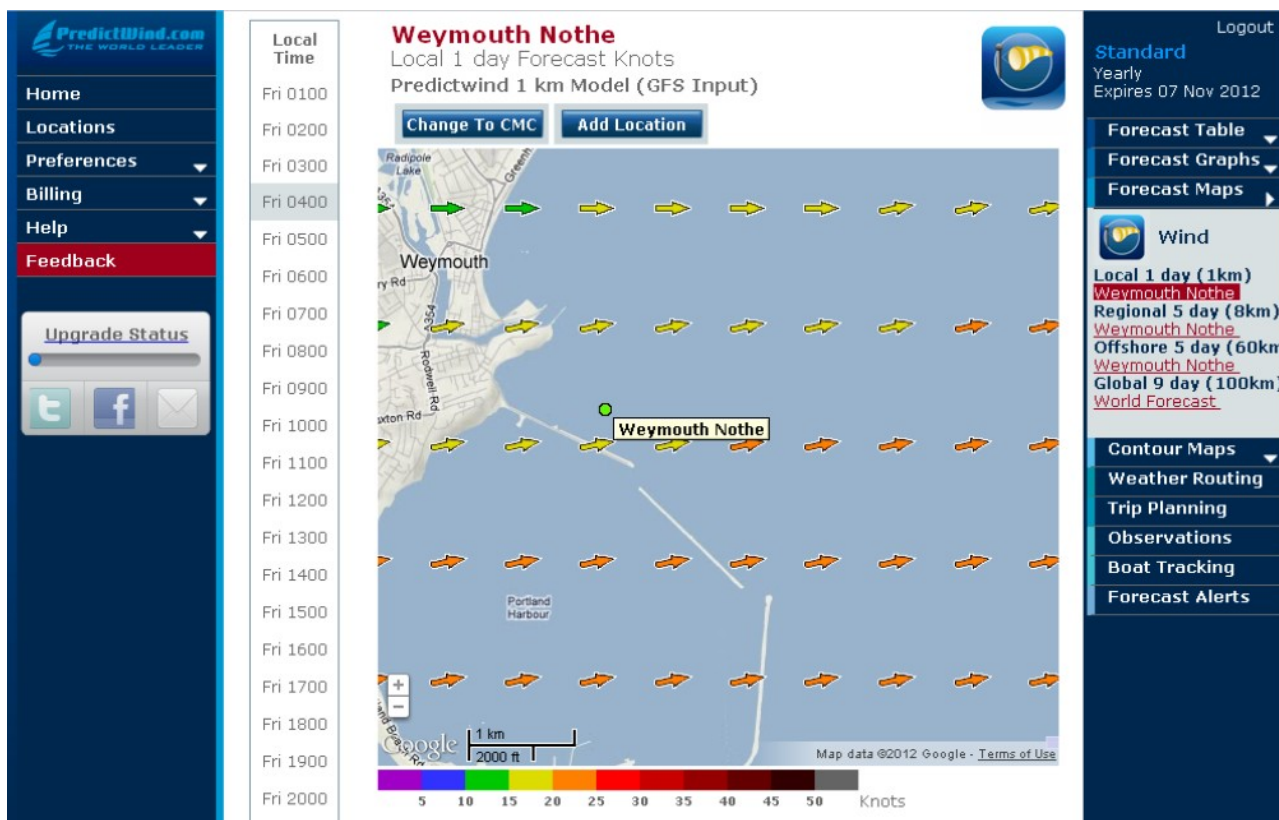 PredictWind.com
THE WORLD LEADER
Home
Locations
Preferences
Billing
Help
Feedback
Upgrade Status
Local
Time
Fri 0100
Fri 0200
Fri 0300
Fri 0400
Fri 0500
Fri 0600
Fri 0700
Fri 0800
Fri 0900
Fri 1000
Fri 1100
Fri 1200
Fri 1300
Fri 1400
Fri 1500
Fri 1600
Fri 1700
Fri 1800
Fri 1900
Fri 2000
Weymouth Nothe
Local 1 day Forecast Knots
Predictwind 1 km Model (GFS Input)
Change To CMC
Add Location
Radipole
Lake
Greenh
A354
Weymouth
ry Rd
A354
Rodwell Rd
uxton Rd
Weymouth Nothe
Portland
Harbour
+
−
Google
1 km
2000 ft
Map data ©2012 Google - Terms of Use
5 10 15 20 25 30 35 40 45 50 Knots
Logout
Standard
Yearly
Expires 07 Nov 2012
Forecast Table
Forecast Graphs
Forecast Maps
Wind
Local 1 day (1km)
Weymouth Nothe
Regional 5 day (8km)
Weymouth Nothe
Offshore 5 day (60km
Weymouth Nothe
Global 9 day (100km)
World Forecast
Contour Maps
Weather Routing
Trip Planning
Observations
Boat Tracking
Forecast Alerts